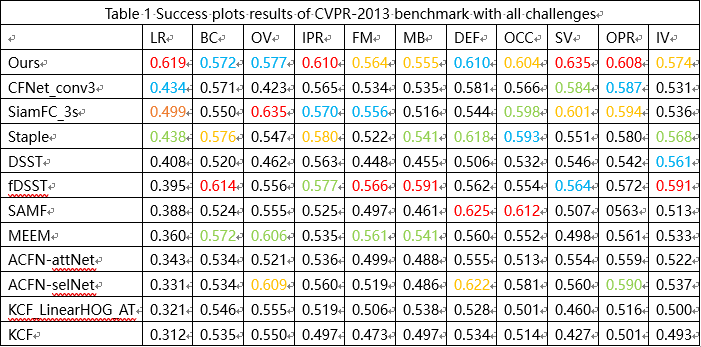 Table 1 Success plots results of CVPR-2013 benchmark with all challenges
LR BC OV IPR FM MB DEF OCC SV OPR IV
Ours 0.619 0.572 0.577 0.610 0.564 0.555 0.610 0.604 0.635 0.608 0.574
CFNet_conv3 0.434 0.571 0.423 0.565 0.534 0.535 0.581 0.566 0.584 0.587 0.531
SiamFC_3s 0.499 0.550 0.635 0.570 0.556 0.516 0.544 0.598 0.601 0.594 0.536
Staple 0.438 0.576 0.547 0.580 0.522 0.541 0.618 0.593 0.551 0.580 0.568
DSST 0.408 0.520 0.462 0.563 0.448 0.455 0.506 0.532 0.546 0.542 0.561
fDSST 0.395 0.614 0.556 0.577 0.566 0.591 0.562 0.554 0.564 0.572 0.591
SAMF 0.388 0.524 0.555 0.525 0.497 0.461 0.625 0.612 0.507 0563 0.513
MEEM 0.360 0.572 0.606 0.535 0.561 0.541 0.560 0.552 0.498 0.561 0.533
ACFN-attNet 0.343 0.534 0.521 0.536 0.499 0.488 0.555 0.513 0.554 0.559 0.522
ACFN-selNet 0.331 0.534 0.609 0.560 0.519 0.486 0.622 0.581 0.560 0.590 0.537
KCF_LinearHOG_AT 0.321 0.546 0.555 0.519 0.506 0.538 0.528 0.501 0.460 0.516 0.500
KCF 0.312 0.535 0.550 0.497 0.473 0.497 0.534 0.514 0.427 0.501 0.493